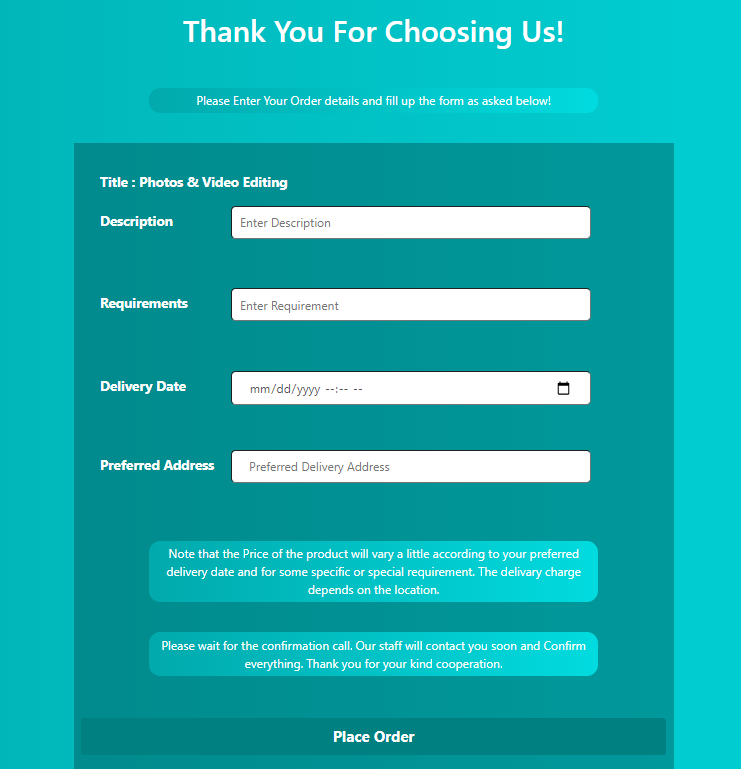 Thank You For Choosing Us!
Please Enter Your Order details and fill up the form as asked below!
Title : Photos & Video Editing
Description
Enter Description
Requirements
Enter Requirement
Delivery Date
mm/dd/yyyy --:-- --
Preferred Address
Preferred Delivery Address
Note that the Price of the product will vary a little according to your preferred
delivery date and for some specific or special requirement. The delivary charge
depends on the location.
Please wait for the confirmation call. Our staff will contact you soon and Confirm
everything. Thank you for your kind cooperation.
Place Order